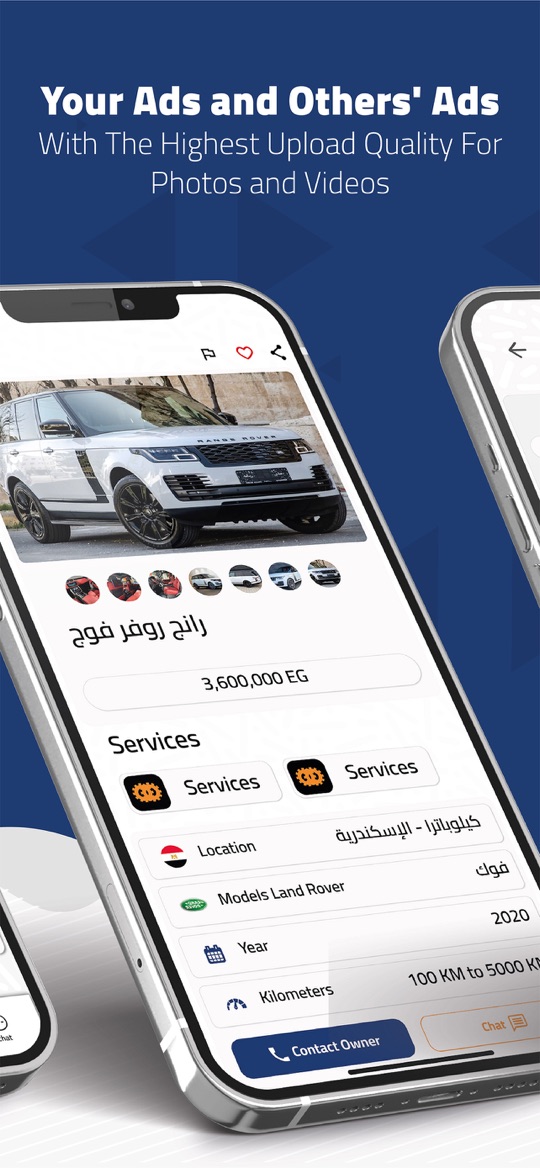 Your Ads and Others' Ads
With The Highest Upload Quality For
Photos and Videos
RANGE ROVER
رانج روفر فوج
3,600,000 EG
Services
Services
Services
Location
كيلوباترا - الإسكندرية
Models Land Rover
فوك
Year
2020
Kilometers
100 KM to 5000 KM
Contact Owner
Chat